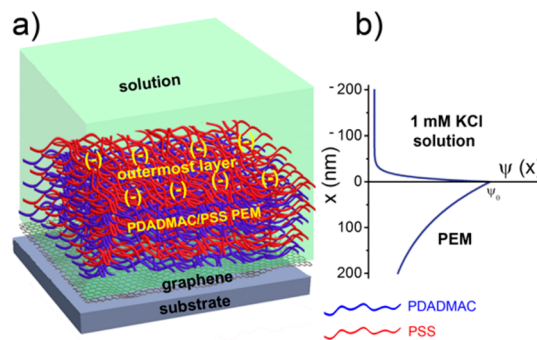 a)
solution
(-) (-) (-) (-)
outermost layer
(-) (-) (-) (-)
PDADMAC/PSS PEM
graphene
substrate
b)
- 200
- 100
0
100
200
x (nm)
1 mM KCl
solution
ψ (x)
ψ₀
PEM
PDADMAC
PSS